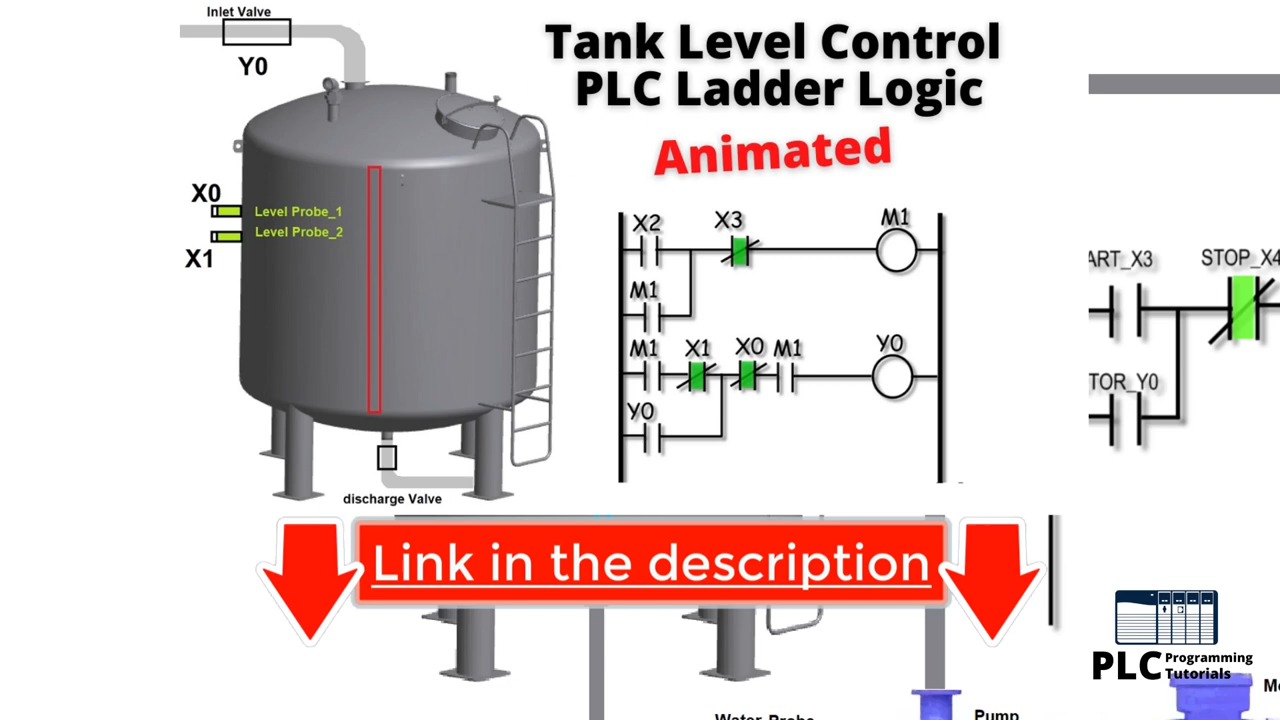 Inlet Valve
Y0
Tank Level Control
PLC Ladder Logic
Animated
X0
Level Probe_1
Level Probe_2
X1
X2
X3
M1
M1
M1
X1
X0
M1
Y0
Y0
discharge Valve
ART_X3
STOP_X4
TOR_Y0
Link in the description
PLC Programming
Tutorials
Water Probe
Pump